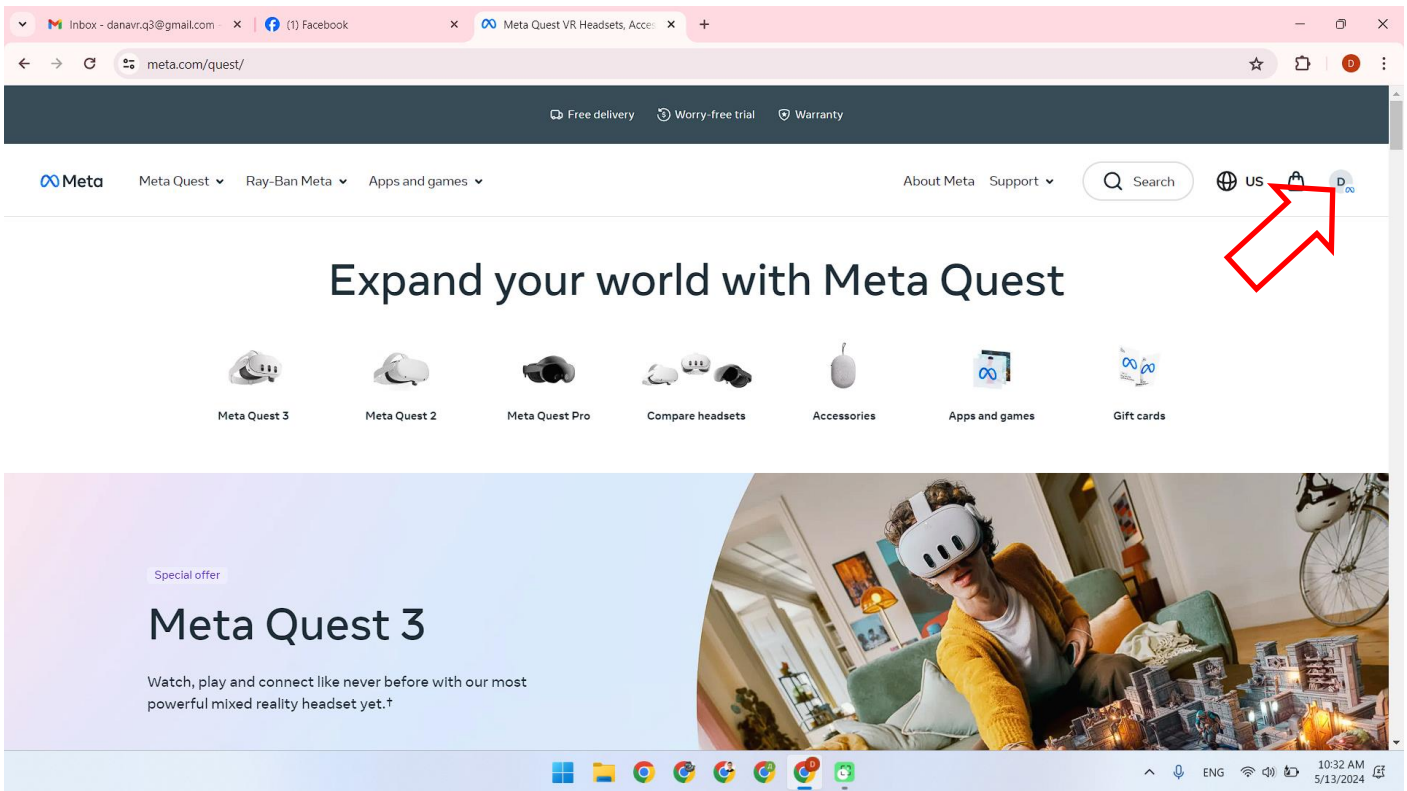 Inbox - danavr.q3@gmail.com
(1) Facebook
Meta Quest VR Headsets, Acces
meta.com/quest/
D
Free delivery Worry-free trial Warranty
Meta
Meta Quest Ray-Ban Meta Apps and games About Meta Support Search US D
Expand your world with Meta Quest
Meta Quest 3 Meta Quest 2 Meta Quest Pro Compare headsets Accessories Apps and games Gift cards
Special offer
Meta Quest 3
Watch, play and connect like never before with our most
powerful mixed reality headset yet.†
D
ENG
10:32 AM
5/13/2024